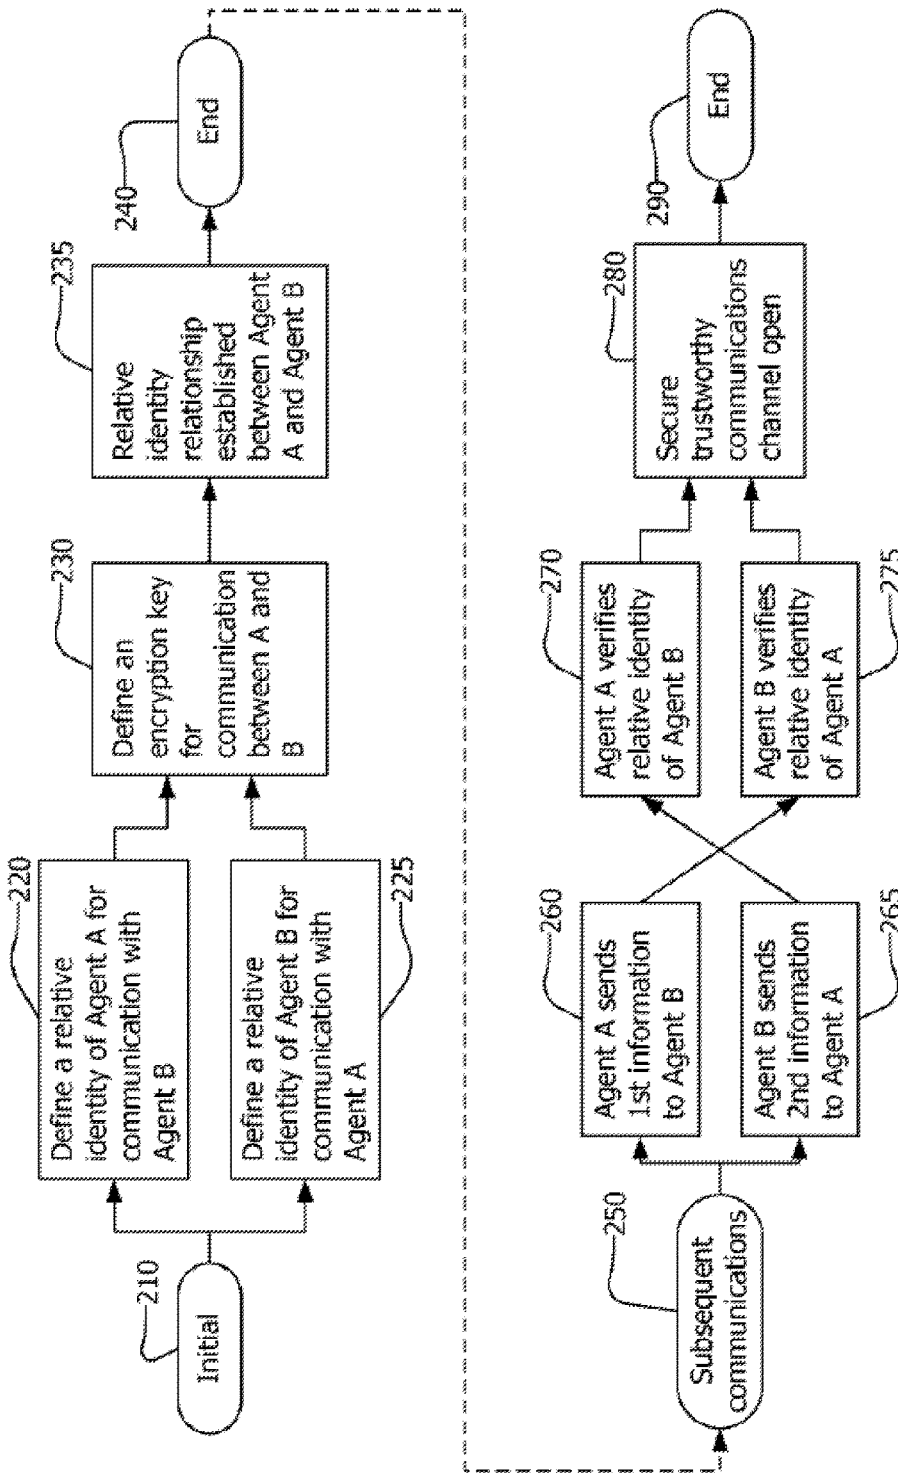 210
Initial
220
Define a relative
identity of Agent A for
communication with
Agent B
Define a relative
identity of Agent B for
communication with
Agent A
225
230
Define an
encryption key
for
communication
between A and
B
235
Relative
identity
relationship
established
between Agent
A and Agent B
240
End
250
Subsequent
communications
260
Agent A sends
1st information
to Agent B
Agent B sends
2nd information
to Agent A
265
270
Agent A verifies
relative identity
of Agent B
Agent B verifies
relative identity
of Agent A
275
280
Secure
trustworthy
communications
channel open
290
End